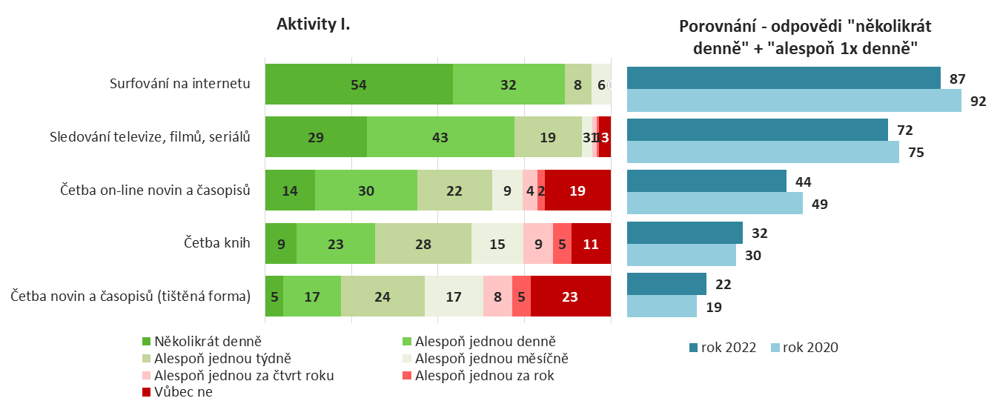 Aktivity I.
Surfování na internetu
54 32 8 6
Sledování televize, filmů, seriálů
29 43 19 3 1 1 3
Četba on-line novin a časopisů
14 30 22 9 4 2 19
Četba knih
9 23 28 15 9 5 11
Četba novin a časopisů (tištěná forma)
5 17 24 17 8 5 23
Několikrát denně
Alespoň jednou denně
Alespoň jednou týdně
Alespoň jednou měsíčně
Alespoň jednou za čtvrt roku
Alespoň jednou za rok
Vůbec ne
Porovnání - odpovědi "několikrát
denně" + "alespoň 1x denně"
87
92
72
75
44
49
32
30
22
19
rok 2022
rok 2020